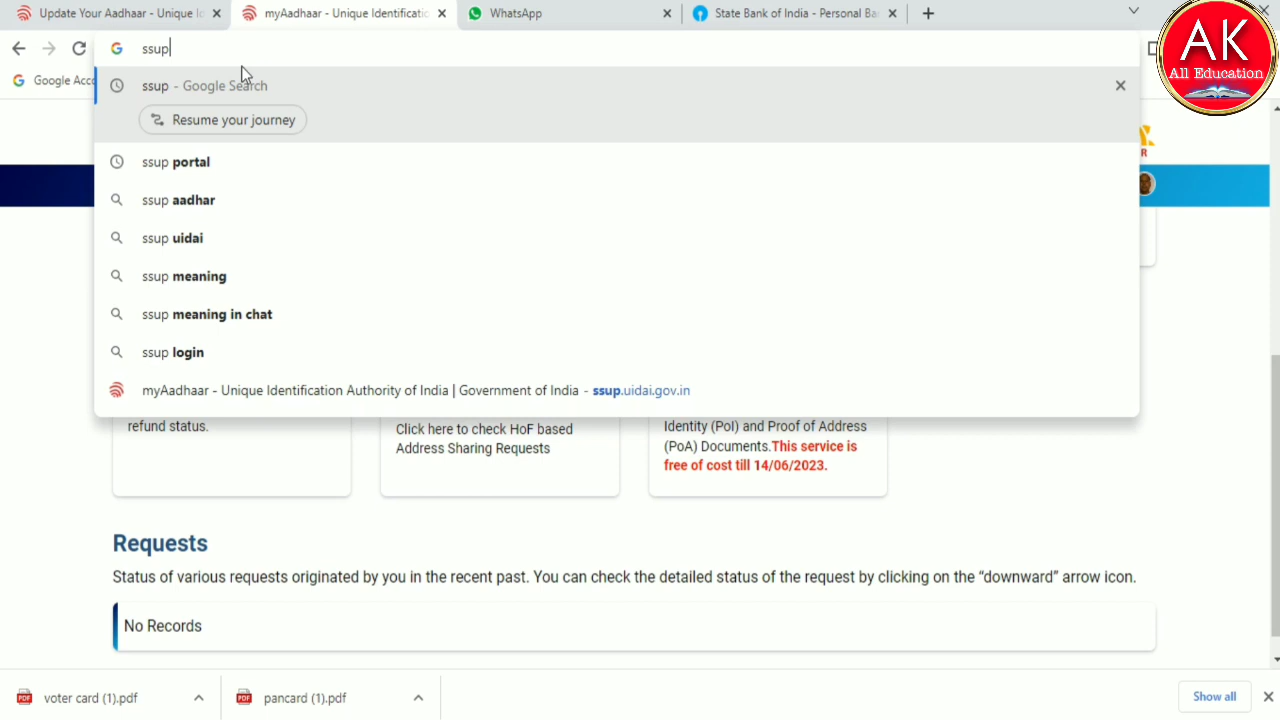 Update Your Aadhaar - Unique Io
myAadhaar - Unique Identificatio
WhatsApp
State Bank of India - Personal Ba
ssup
AK
All Education
Google Acco
ssup - Google Search
Resume your journey
ssup portal
ssup aadhar
ssup uidai
ssup meaning
ssup meaning in chat
ssup login
myAadhaar - Unique Identification Authority of India | Government of India - ssup.uidai.gov.in
R
refund status.
Click here to check HoF based
Address Sharing Requests
Identity (PoI) and Proof of Address
(PoA) Documents.This service is
free of cost till 14/06/2023.
Requests
Status of various requests originated by you in the recent past. You can check the detailed status of the request by clicking on the “downward” arrow icon.
No Records
PDF voter card (1).pdf
PDF pancard (1).pdf
Show all